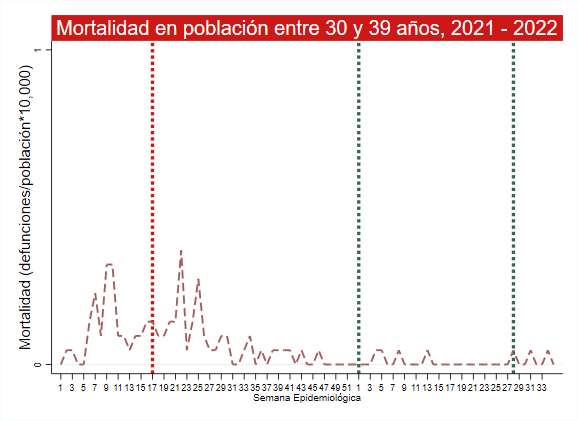 Mortalidad en población entre 30 y 39 años, 2021 - 2022
Mortalidad (defunciones/población*10,000)
1
0
1 3 5 7 9 11 13 15 17 19 21 23 25 27 29 31 33 35 37 39 41 43 45 47 49 51 1 3 5 7 9 11 13 15 17 19 21 23 25 27 29 31 33
Semana Epidemiológica